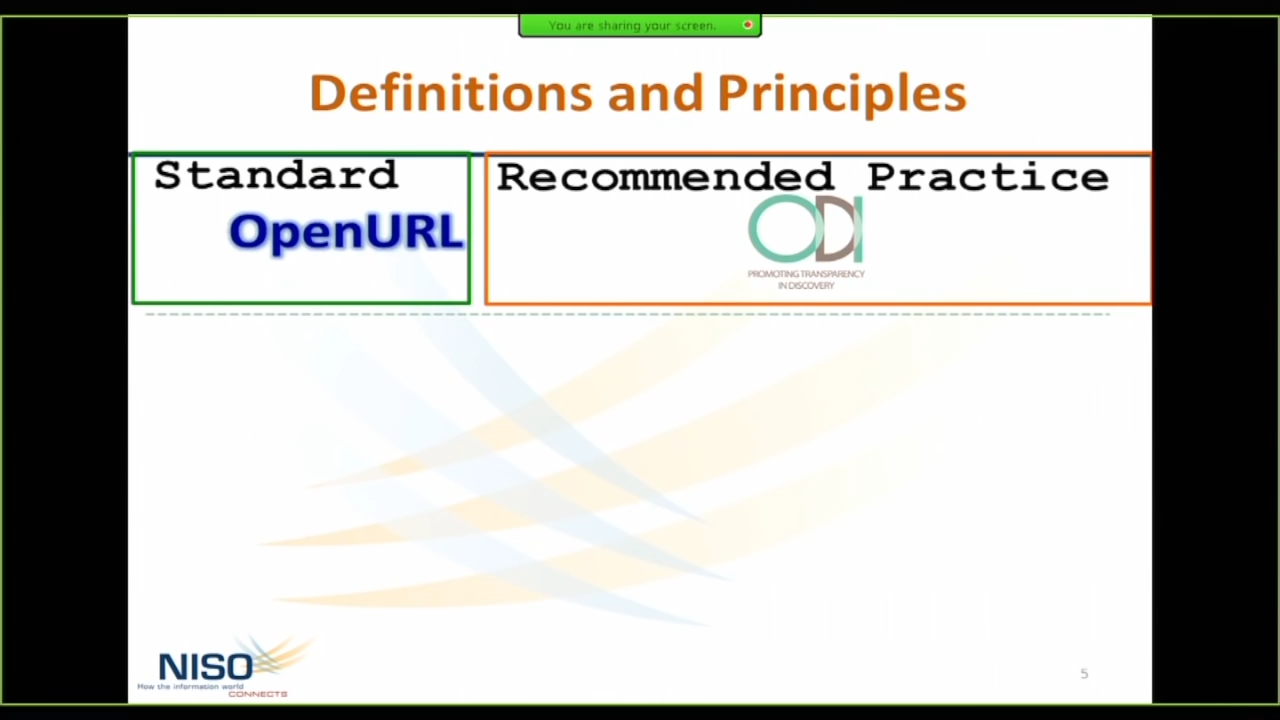 You are sharing your screen.
Definitions and Principles
Standard
OpenURL
Recommended Practice
ODI
PROMOTING TRANSPARENCY
IN DISCOVERY
NISO
How the information world
CONNECTS
5